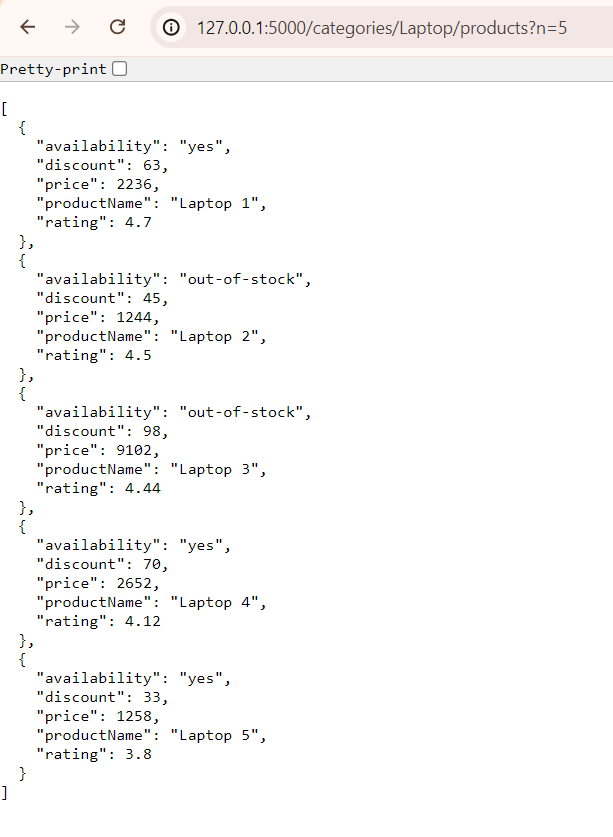 127.0.0.1:5000/categories/Laptop/products?n=5
Pretty-print
[
  {
    "availability": "yes",
    "discount": 63,
    "price": 2236,
    "productName": "Laptop 1",
    "rating": 4.7
  },
  {
    "availability": "out-of-stock",
    "discount": 45,
    "price": 1244,
    "productName": "Laptop 2",
    "rating": 4.5
  },
  {
    "availability": "out-of-stock",
    "discount": 98,
    "price": 9102,
    "productName": "Laptop 3",
    "rating": 4.44
  },
  {
    "availability": "yes",
    "discount": 70,
    "price": 2652,
    "productName": "Laptop 4",
    "rating": 4.12
  },
  {
    "availability": "yes",
    "discount": 33,
    "price": 1258,
    "productName": "Laptop 5",
    "rating": 3.8
  }
]